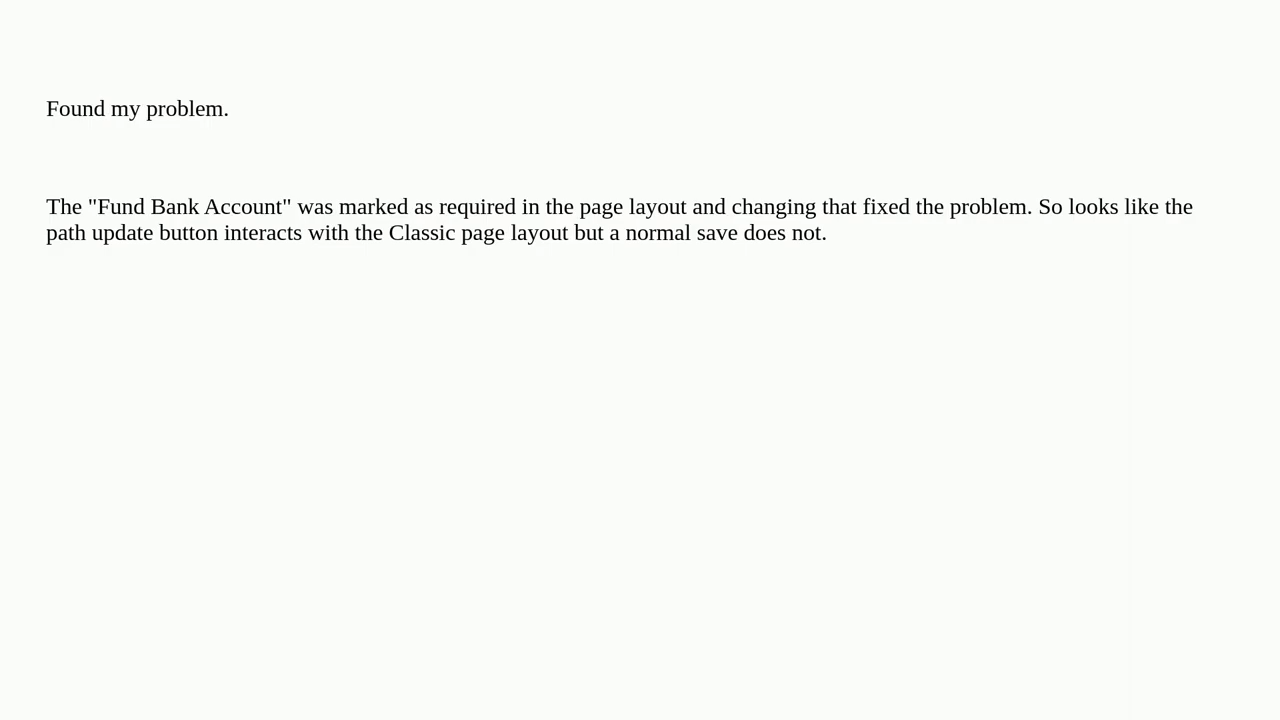 Found my problem.
The "Fund Bank Account" was marked as required in the page layout and changing that fixed the problem. So looks like the
path update button interacts with the Classic page layout but a normal save does not.